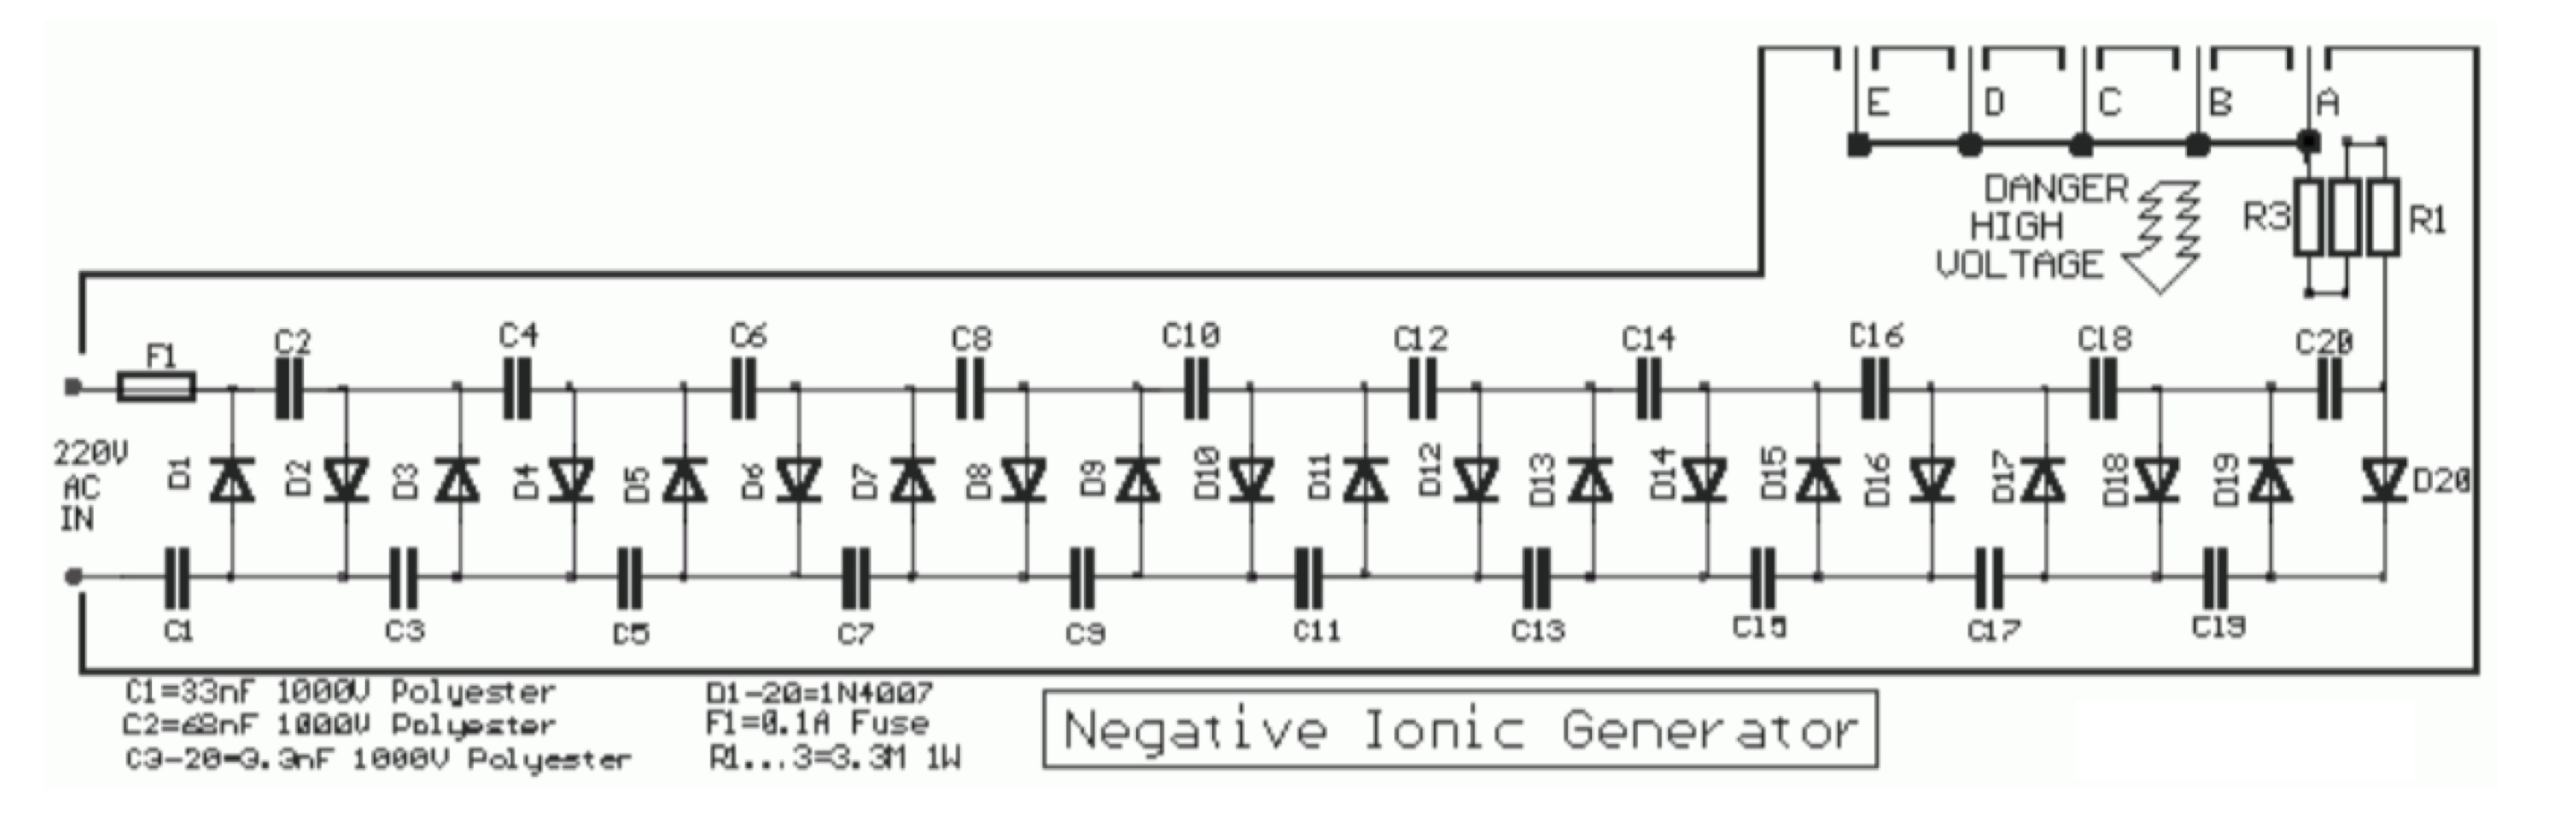 E D C B A
DANGER
HIGH
VOLTAGE
R3 R1
F1 C2 C4 C6 C8 C10 C12 C14 C16 C18 C20
220V
AC
IN
D1 D2 D3 D4 D5 D6 D7 D8 D9 D10 D11 D12 D13 D14 D15 D16 D17 D18 D19 D20
C1 C3 C5 C7 C9 C11 C13 C15 C17 C19
C1=33nF 1000V Polyester
C2=68nF 1000V Polyester
C3-20=3.3nF 1000V Polyester
D1-20=1N4007
F1=0.1A Fuse
R1...3=3.3M 1W
Negative Ionic Generator